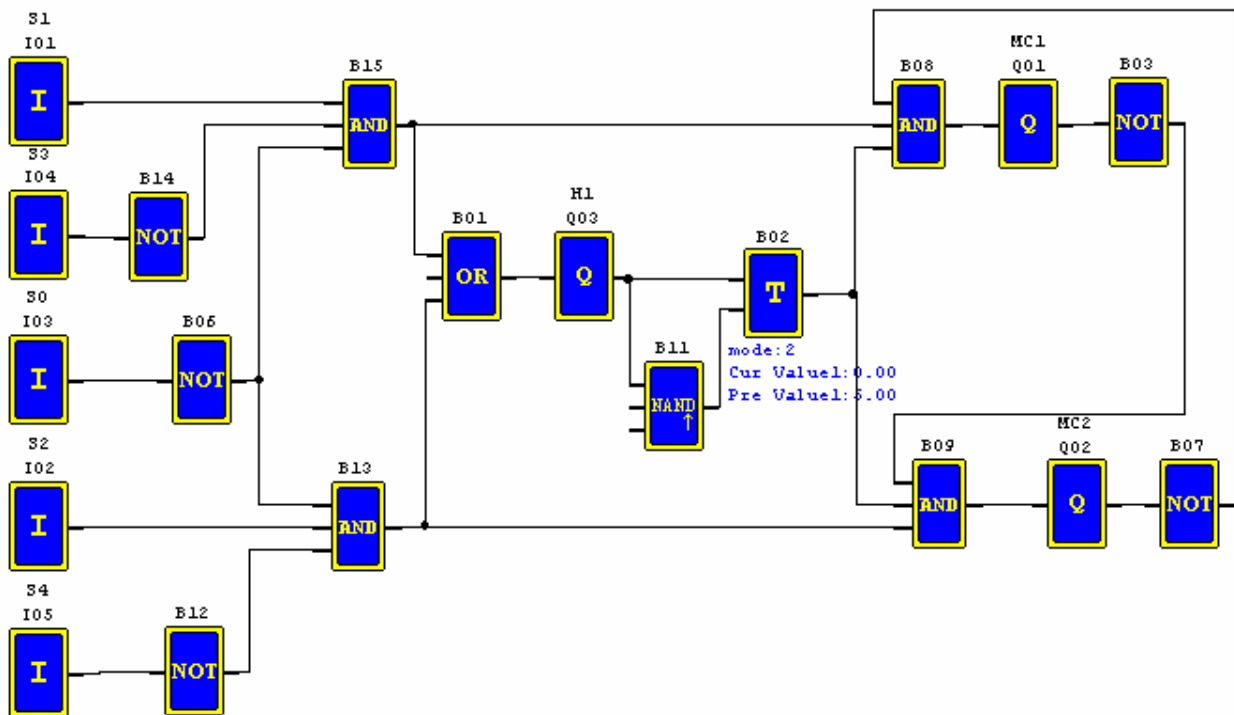 S1
I01
I
S3
I04
I
B14
NOT
S0
I03
I
B06
NOT
S2
I02
I
S4
I05
I
B12
NOT
B15
AND
B13
AND
B01
OR
H1
Q03
Q
B11
NAND
↑
B02
T
mode:2
Cur Value1:0.00
Pre Value1:5.00
B08
AND
MC1
Q01
Q
B03
NOT
B09
AND
MC2
Q02
Q
B07
NOT